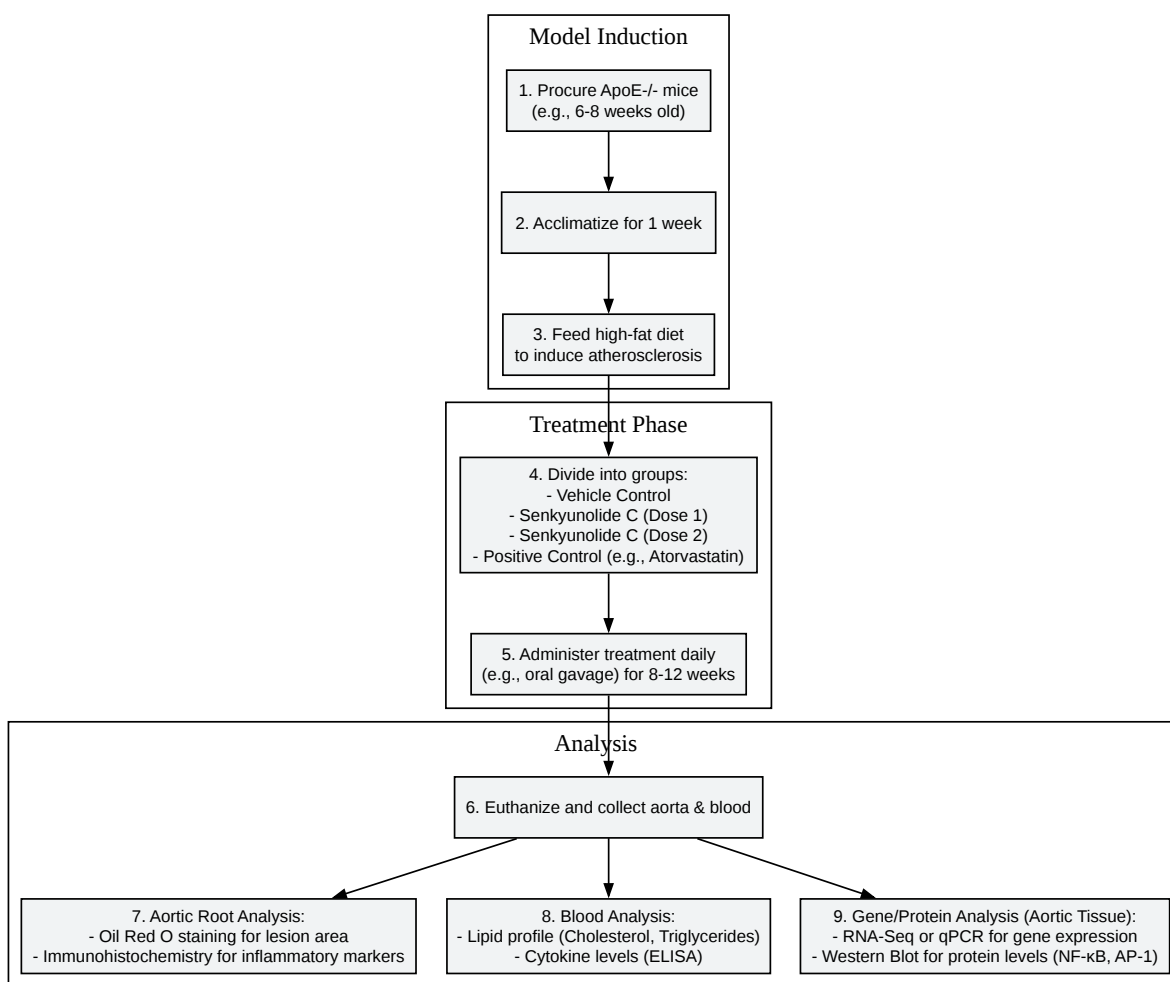 Model Induction
1. Procure ApoE-/- mice
(e.g., 6-8 weeks old)
2. Acclimatize for 1 week
3. Feed high-fat diet
to induce atherosclerosis
Treatment Phase
4. Divide into groups:
- Vehicle Control
- Senkyunolide C (Dose 1)
- Senkyunolide C (Dose 2)
- Positive Control (e.g., Atorvastatin)
5. Administer treatment daily
(e.g., oral gavage) for 8-12 weeks
Analysis
6. Euthanize and collect aorta & blood
7. Aortic Root Analysis:
- Oil Red O staining for lesion area
- Immunohistochemistry for inflammatory markers
8. Blood Analysis:
- Lipid profile (Cholesterol, Triglycerides)
- Cytokine levels (ELISA)
9. Gene/Protein Analysis (Aortic Tissue):
- RNA-Seq or qPCR for gene expression
- Western Blot for protein levels (NF-κB, AP-1)